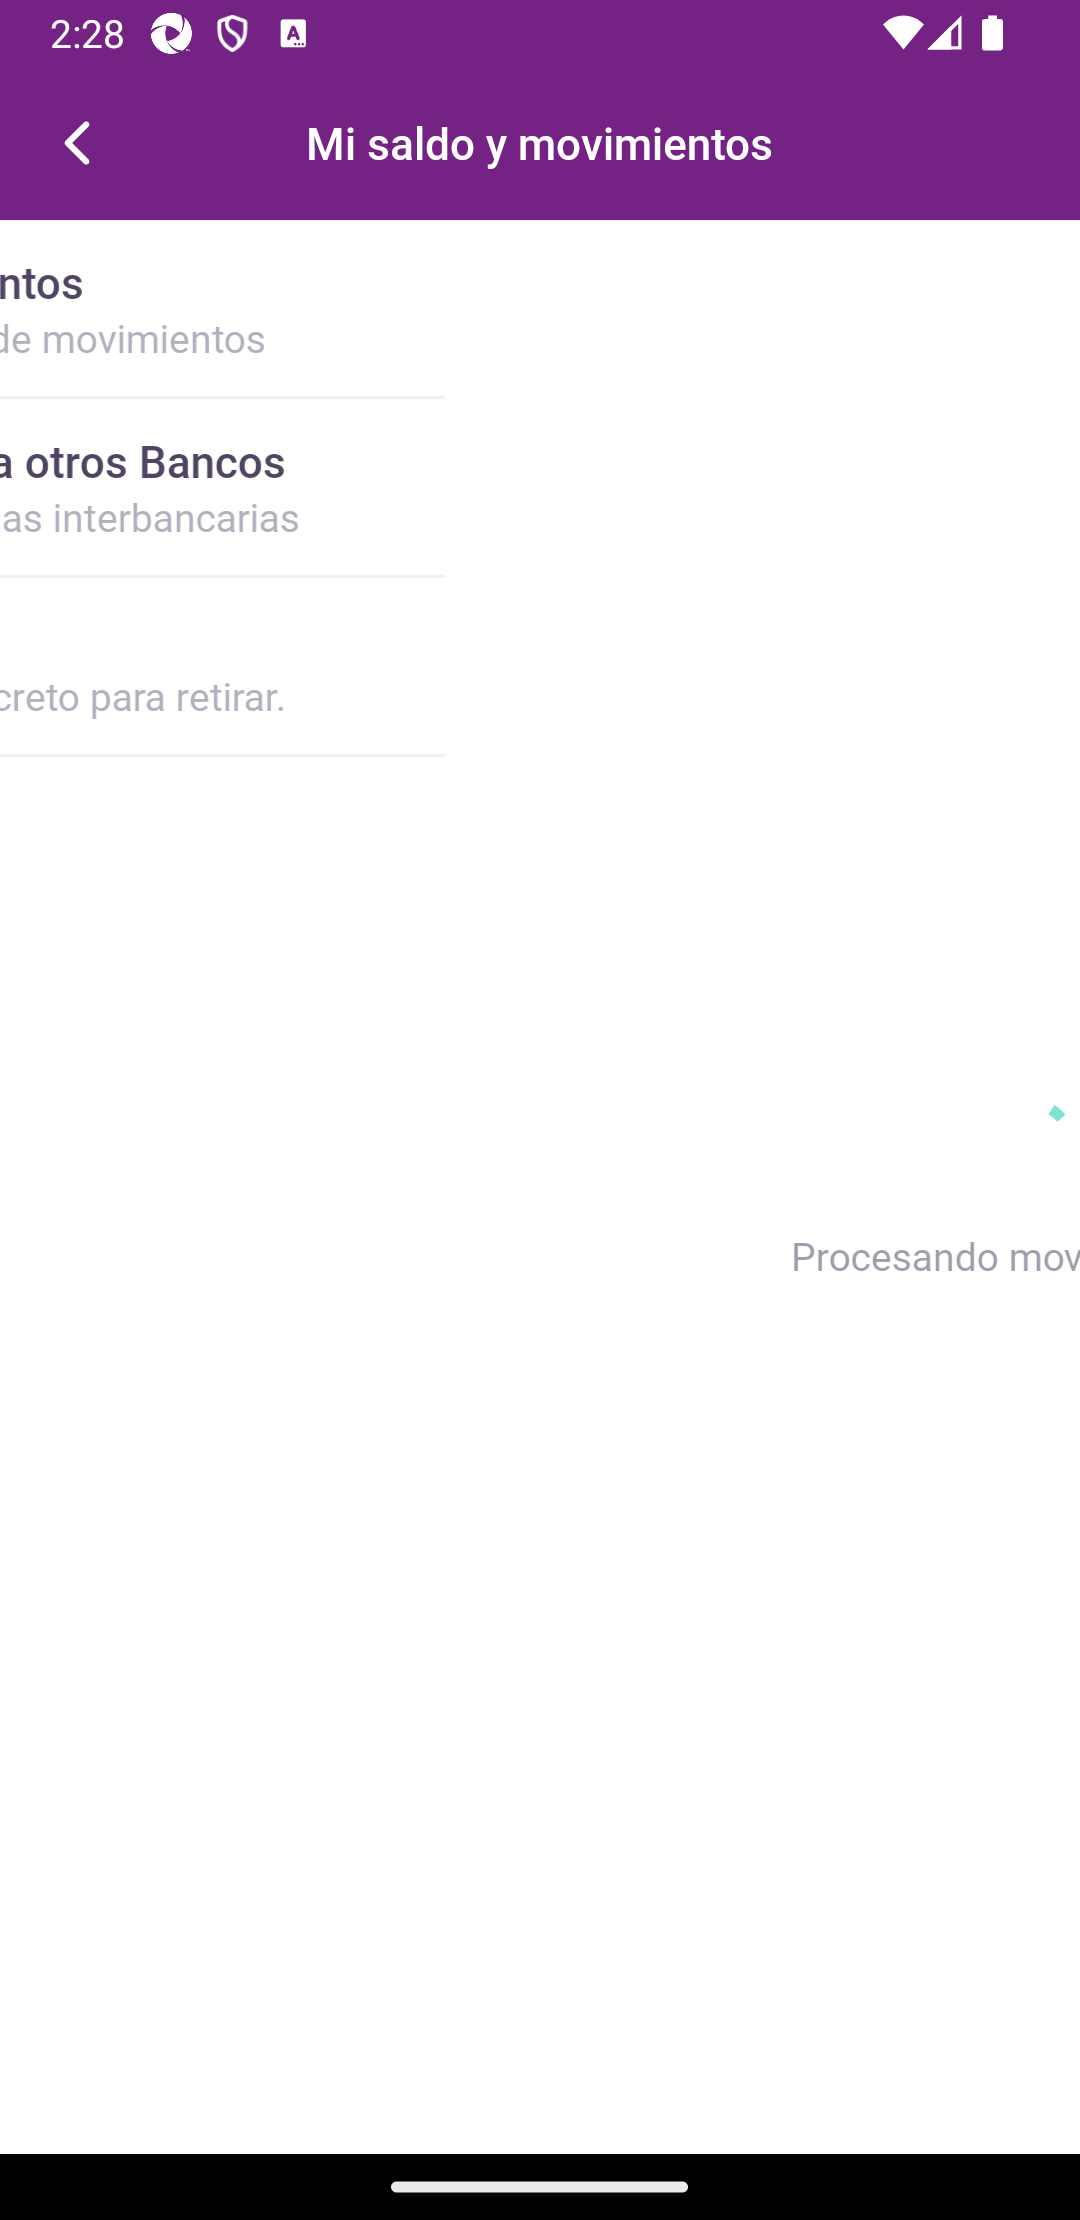 2:28
Mi saldo y movimientos
ntos
de movimientos
a otros Bancos
as interbancarias
creto para retirar.
Procesando mov